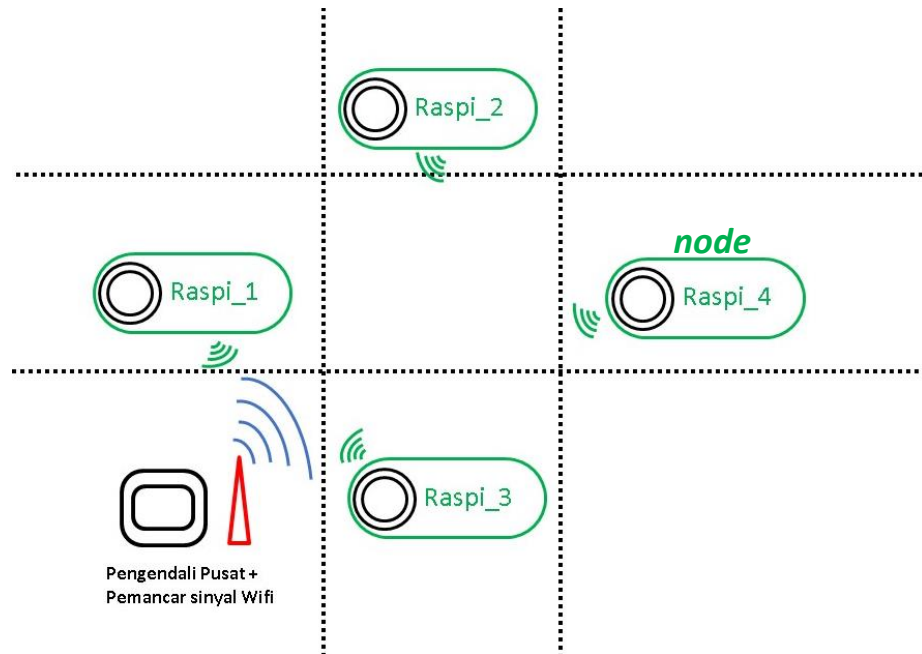 Raspi_2
node
Raspi_1
Raspi_4
Raspi_3
Pengendali Pusat +
Pemancar sinyal Wifi